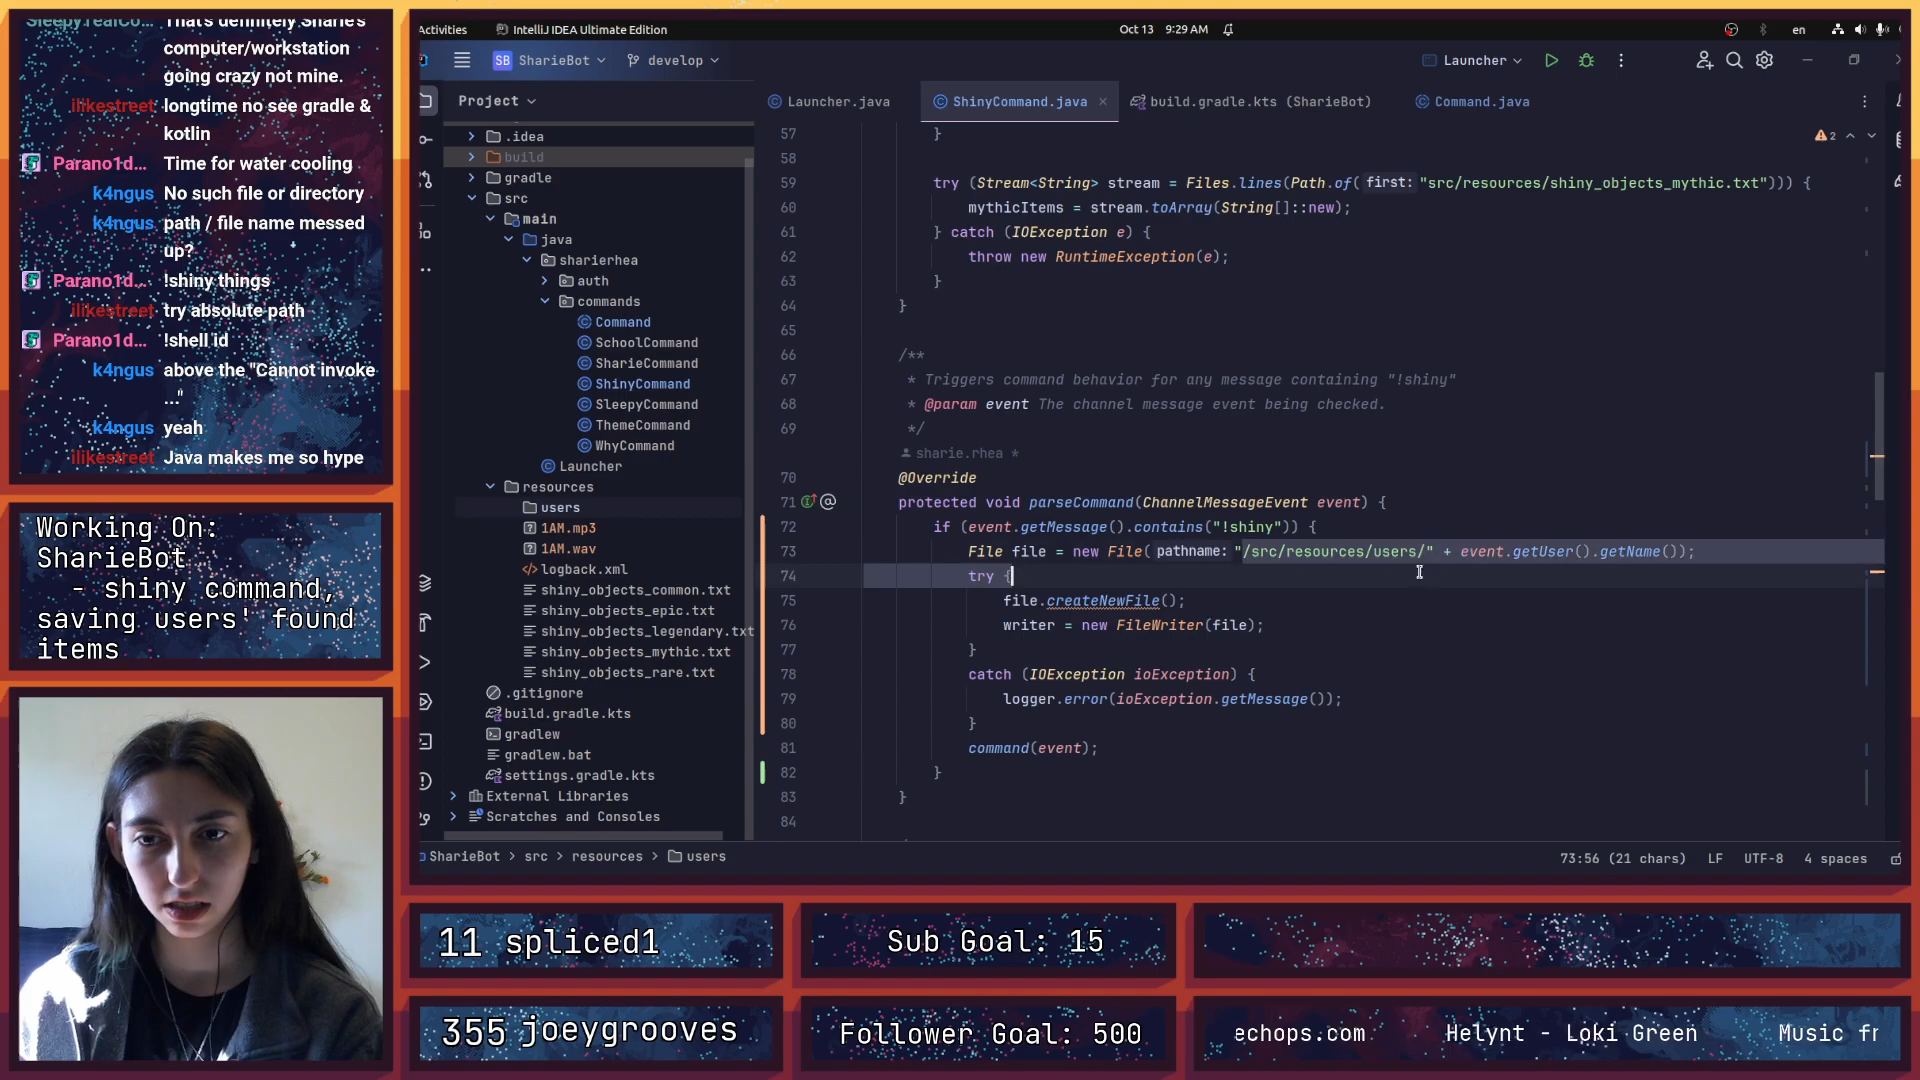 That's definitely Sharie's
computer/workstation
going crazy not mine.
ilikestreet longtime no see gradle &
kotlin
Parano1d... Time for water cooling
k4ngus No such file or directory
k4ngus path / file name messed
up?
Parano1d... !shiny things
ilikestreet try absolute path
Parano1d... !shell id
k4ngus above the "Cannot invoke
..."
k4ngus yeah
ilikestreet Java makes me so hype
Working On:
SharieBot
- shiny command,
saving users' found
items
Activities IntelliJ IDEA Ultimate Edition Oct 13 9:29 AM en
SB SharieBot develop Launcher
Project Launcher.java ShinyCommand.java build.gradle.kts (SharieBot) Command.java
.idea
build
gradle
src
main
java
sharierhea
auth
commands
Command
SchoolCommand
SharieCommand
ShinyCommand
SleepyCommand
ThemeCommand
WhyCommand
Launcher
resources
users
1AM.mp3
1AM.wav
logback.xml
shiny_objects_common.txt
shiny_objects_epic.txt
shiny_objects_legendary.txt
shiny_objects_mythic.txt
shiny_objects_rare.txt
.gitignore
build.gradle.kts
gradlew
gradlew.bat
settings.gradle.kts
External Libraries
Scratches and Consoles
2
57 }
58
59 try (Stream<String> stream = Files.lines(Path.of( first: "src/resources/shiny_objects_mythic.txt"))) {
60 mythicItems = stream.toArray(String[]::new);
61 } catch (IOException e) {
62 throw new RuntimeException(e);
63 }
64 }
65
66 /**
67 * Triggers command behavior for any message containing "!shiny"
68 * @param event The channel message event being checked.
69 */
sharie.rhea *
70 @Override
71 protected void parseCommand(ChannelMessageEvent event) {
72 if (event.getMessage().contains("!shiny")) {
73 File file = new File( pathname: "/src/resources/users/" + event.getUser().getName());
74 try {
75 file.createNewFile();
76 writer = new FileWriter(file);
77 }
78 catch (IOException ioException) {
79 logger.error(ioException.getMessage());
80 }
81 command(event);
82 }
83 }
84
SharieBot > src > resources > users 73:56 (21 chars) LF UTF-8 4 spaces
11 spliced1
Sub Goal: 15
355 joeygrooves
Follower Goal: 500
echops.com Helynt - Loki Green Music fr